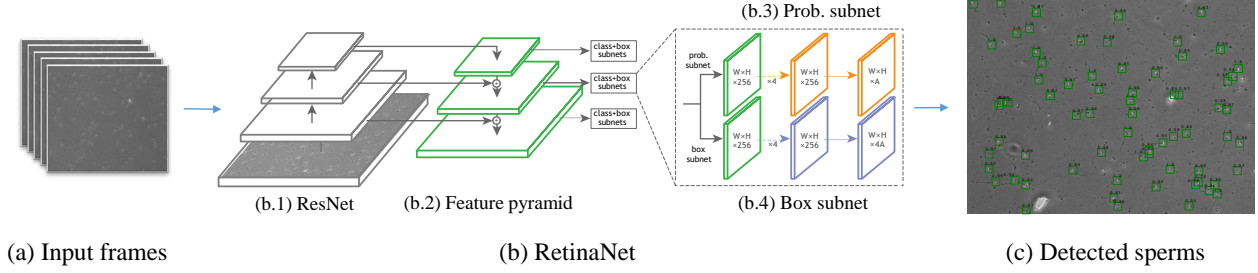 (b.3) Prob. subnet
class+box
subnets
class+box
subnets
class+box
subnets
prob.
subnet
W×H
×256
×4
W×H
×256
W×H
×A
box
subnet
W×H
×256
×4
W×H
×256
W×H
×4A
(b.1) ResNet
(b.2) Feature pyramid
(b.4) Box subnet
(a) Input frames
(b) RetinaNet
(c) Detected sperms